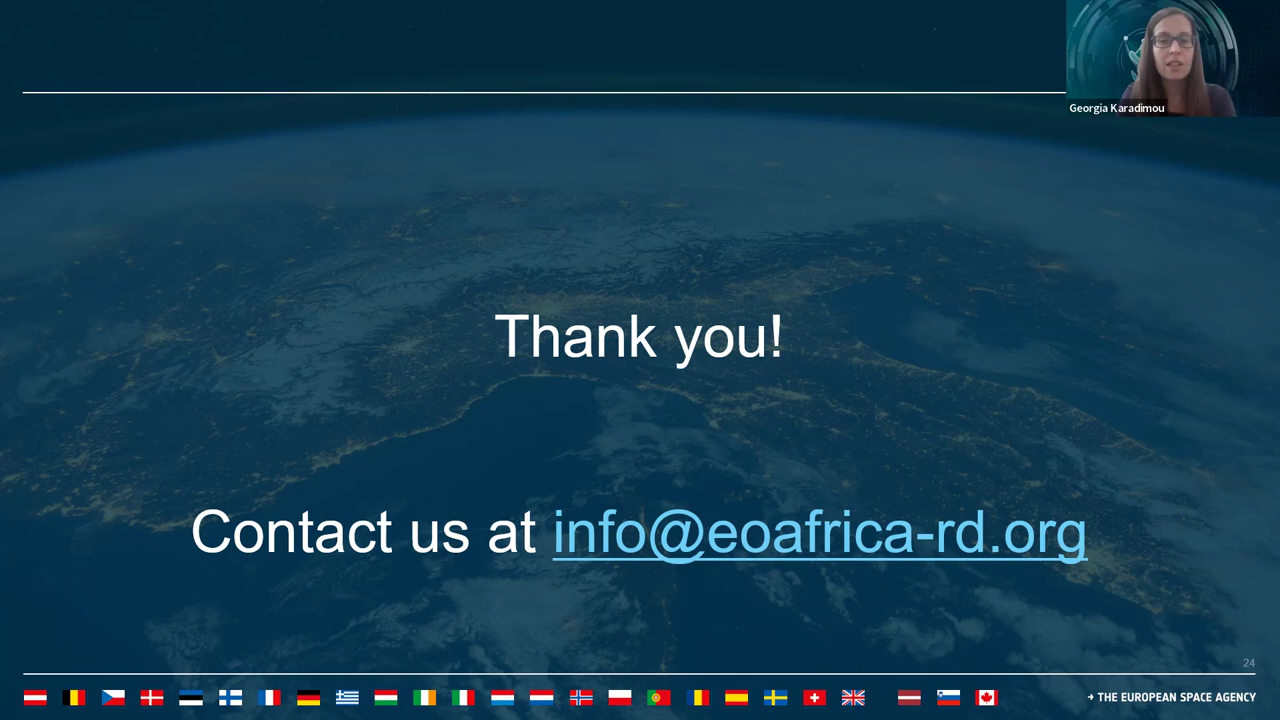 Georgia Karadimou
Thank you!
Contact us at info@eoafrica-rd.org
24
→ THE EUROPEAN SPACE AGENCY